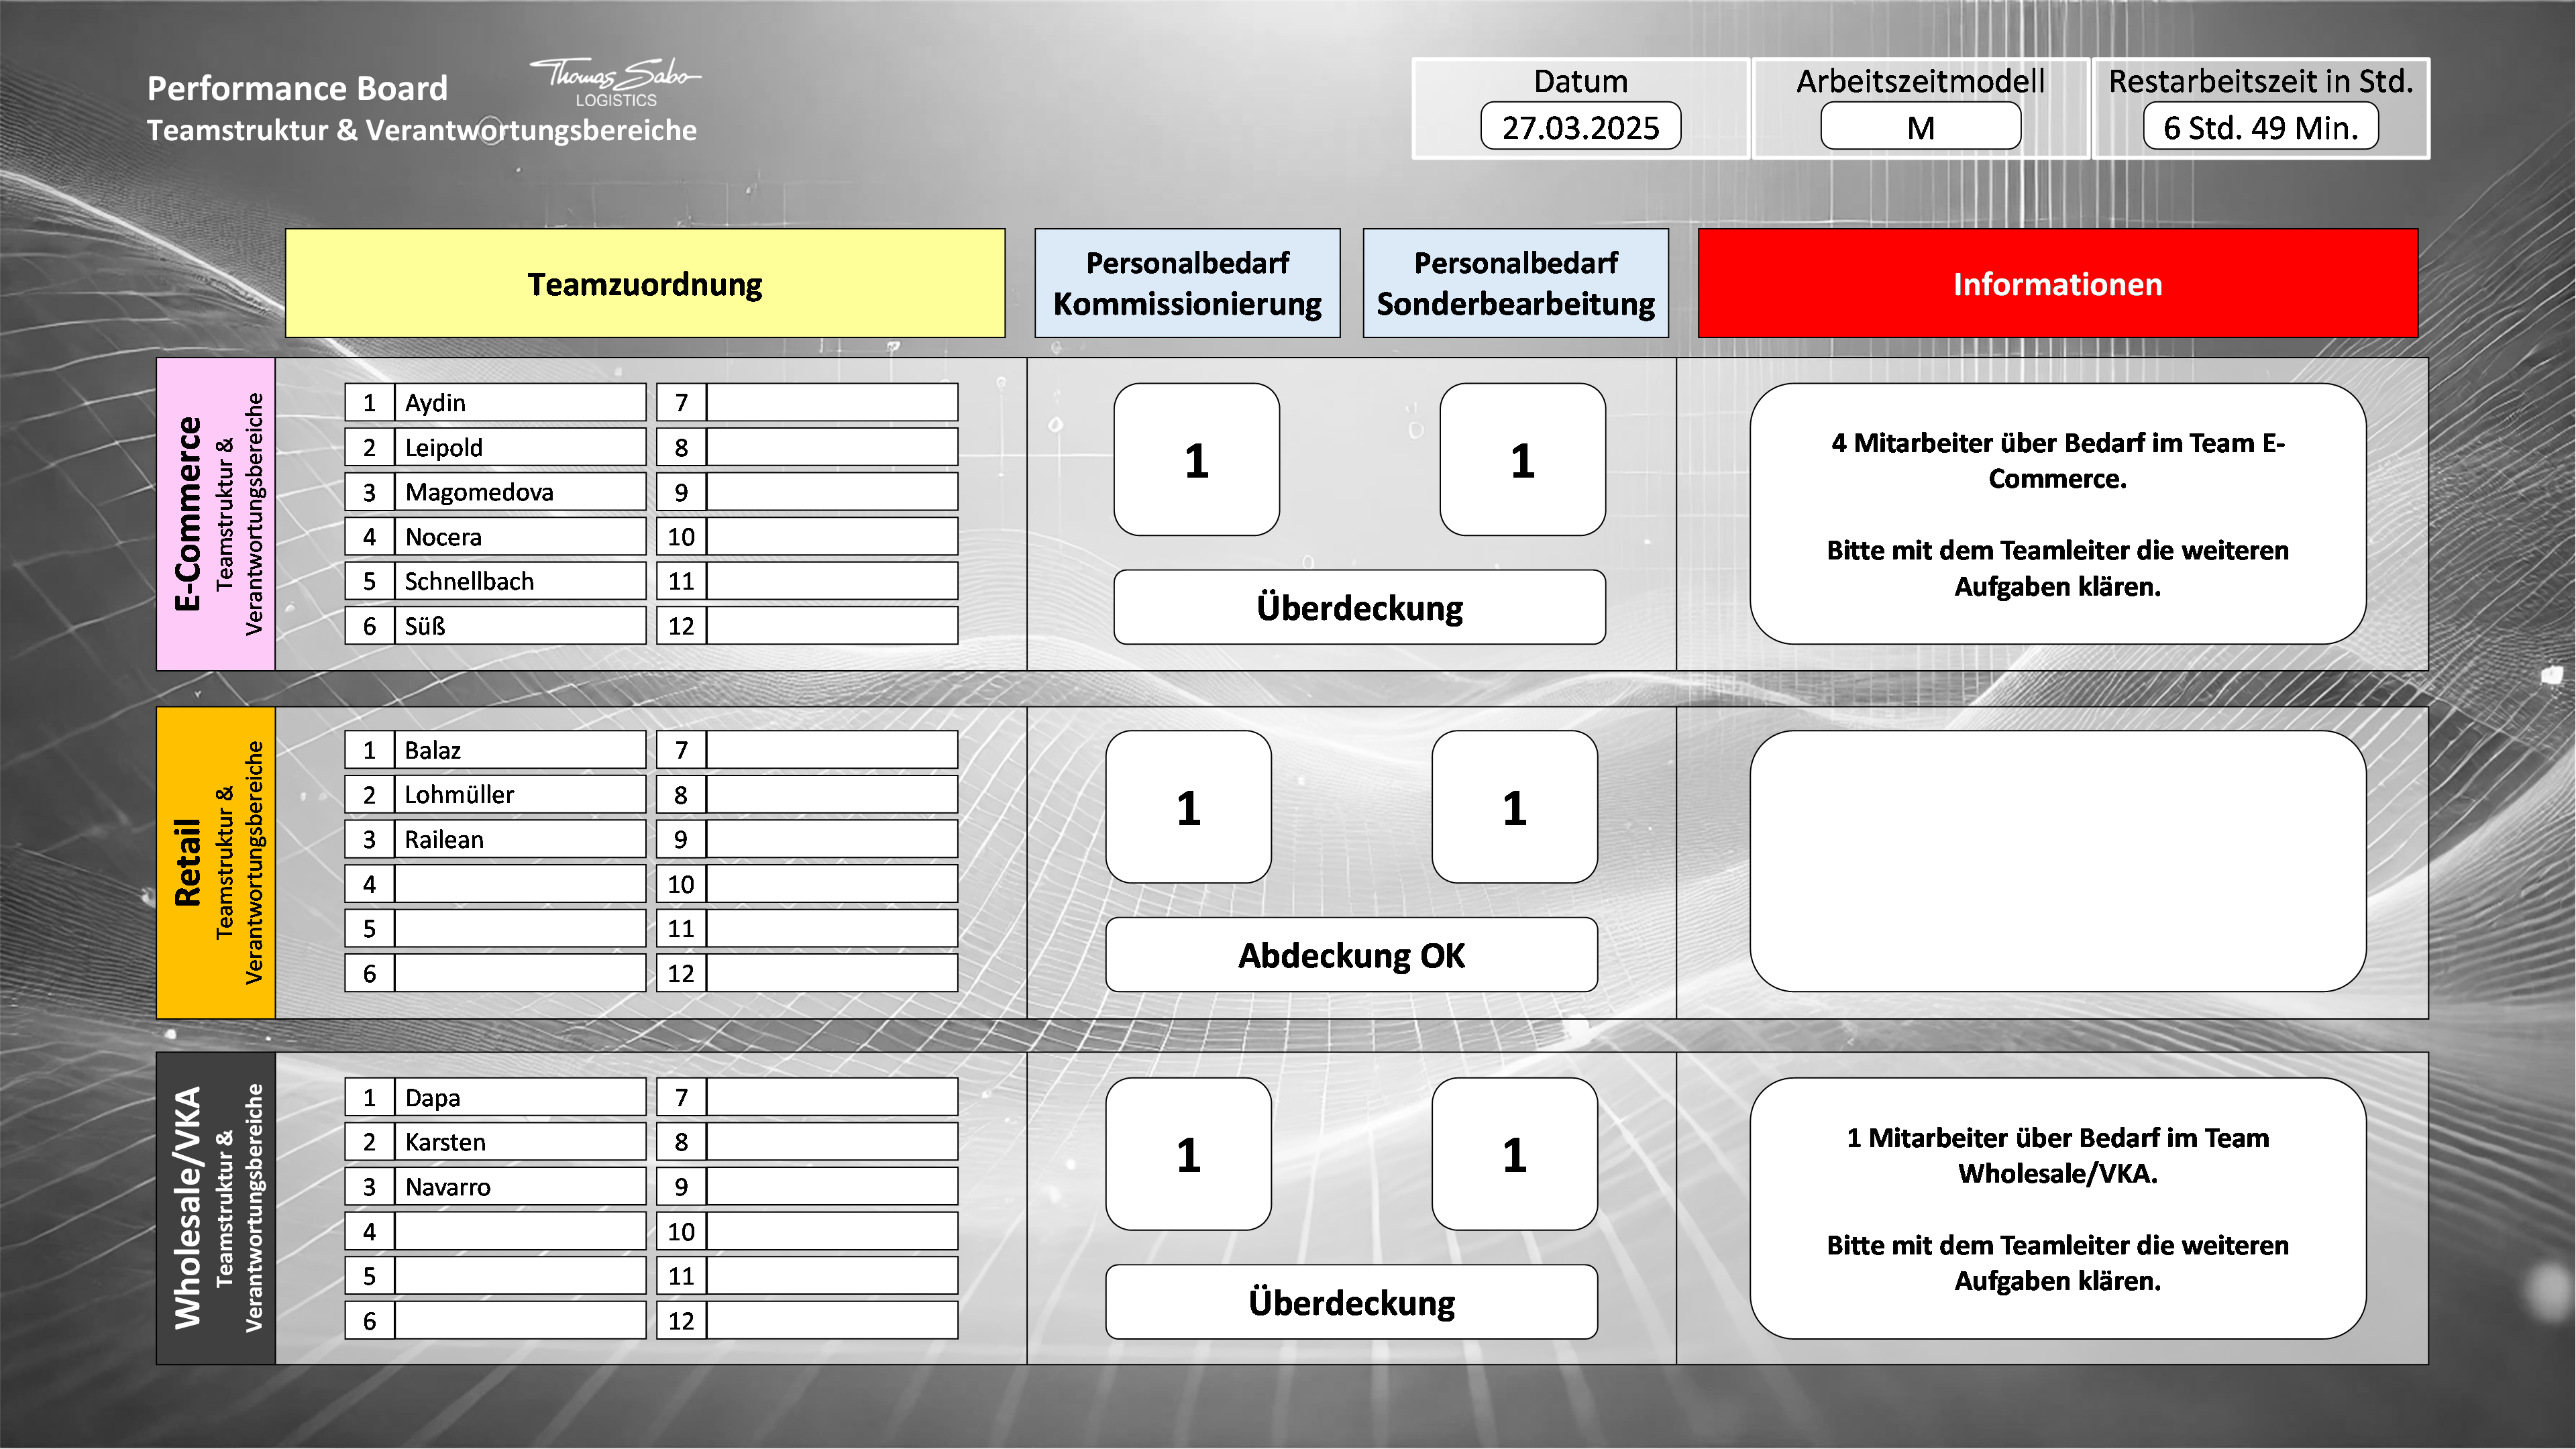 Performance Board
Thomas Sabo
LOGISTICS
Teamstruktur & Verantwortungsbereiche
Datum
27.03.2025
Arbeitszeitmodell
M
Restarbeitszeit in Std.
6 Std. 49 Min.
Teamzuordnung
Personalbedarf
Kommissionierung
Personalbedarf
Sonderbearbeitung
Informationen
E-Commerce
Teamstruktur &
Verantwortungsbereiche
1 Aydin 7
2 Leipold 8
3 Magomedova 9
4 Nocera 10
5 Schnellbach 11
6 Süß 12
1
1
Überdeckung
4 Mitarbeiter über Bedarf im Team E-
Commerce.
Bitte mit dem Teamleiter die weiteren
Aufgaben klären.
Retail
Teamstruktur &
Verantwortungsbereiche
1 Balaz 7
2 Lohmüller 8
3 Railean 9
4 10
5 11
6 12
1
1
Abdeckung OK
Wholesale/VKA
Teamstruktur &
Verantwortungsbereiche
1 Dapa 7
2 Karsten 8
3 Navarro 9
4 10
5 11
6 12
1
1
Überdeckung
1 Mitarbeiter über Bedarf im Team
Wholesale/VKA.
Bitte mit dem Teamleiter die weiteren
Aufgaben klären.